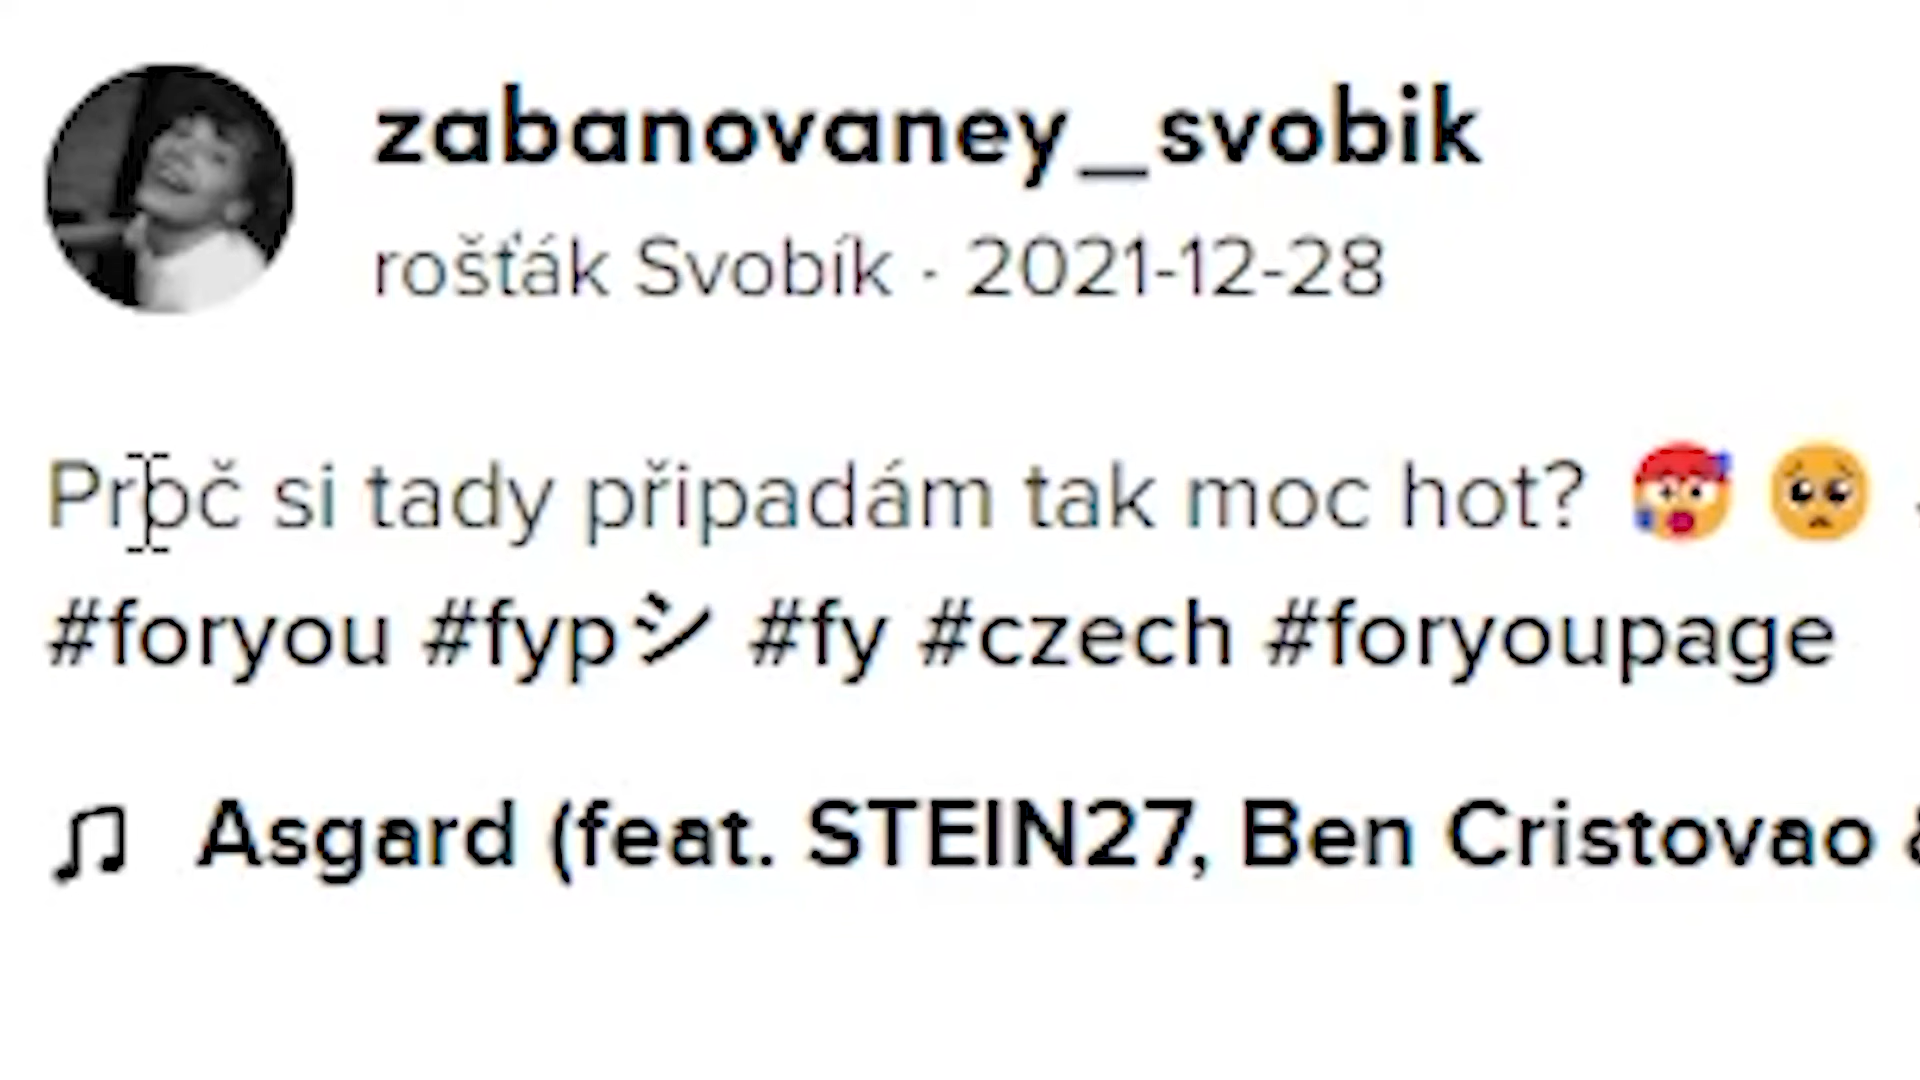 zabanovaney_svobik
rošťák Svobík · 2021-12-28
Proč si tady připadám tak moc hot? 🥵 🥺
#foryou #fypシ #fy #czech #foryoupage
♫ Asgard (feat. STEIN27, Ben Cristovao &